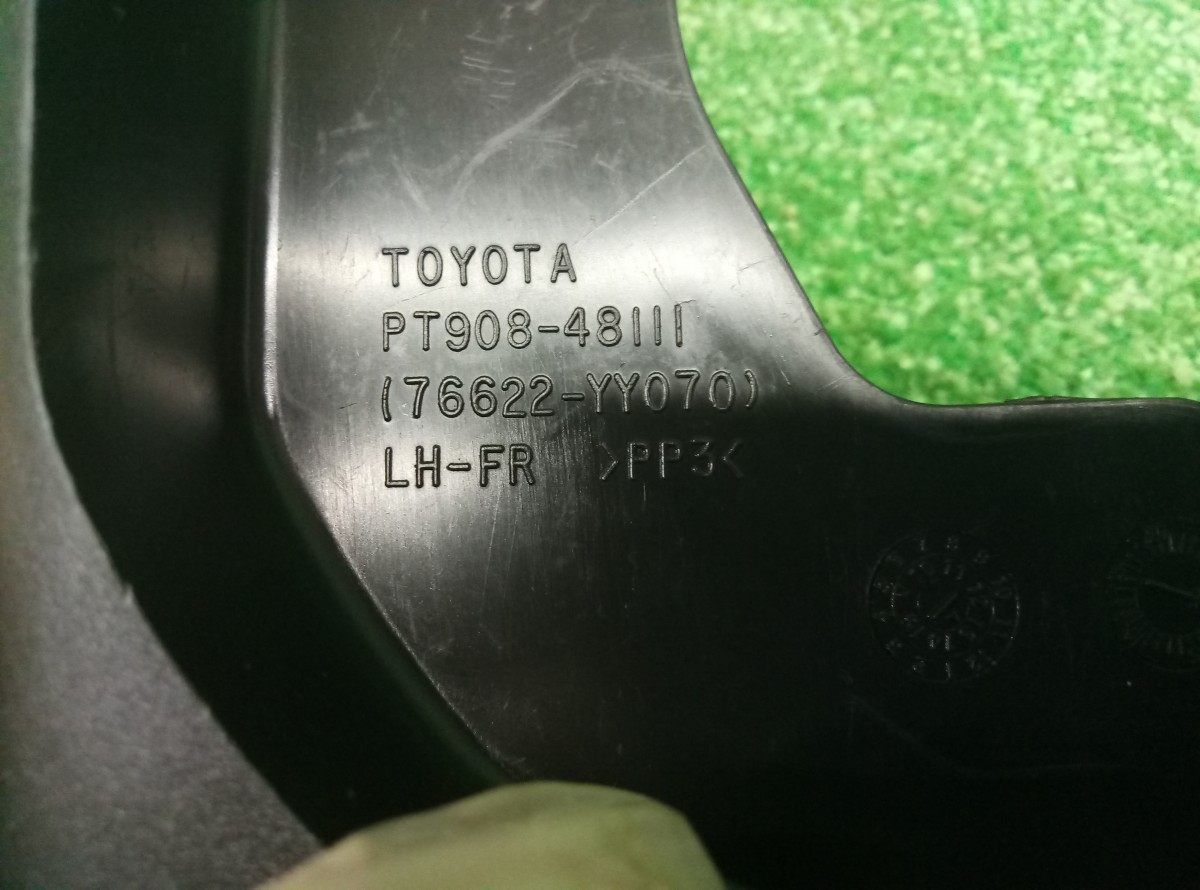 TOYOTA
PT908-48111
(76622-YY070)
LH-FR >PP3<